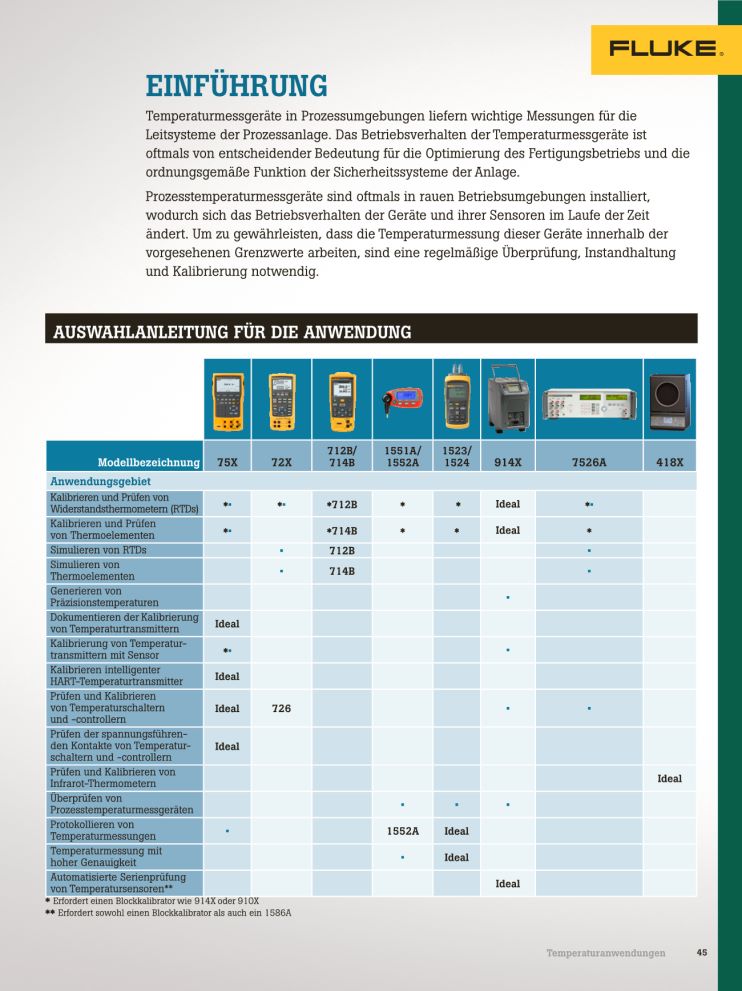 FLUKE®
EINFÜHRUNG
Temperaturmessgeräte in Prozessumgebungen liefern wichtige Messungen für die
Leitsysteme der Prozessanlage. Das Betriebsverhalten der Temperaturmessgeräte ist
oftmals von entscheidender Bedeutung für die Optimierung des Fertigungsbetriebs und die
ordnungsgemäße Funktion der Sicherheitssysteme der Anlage.
Prozesstemperaturmessgeräte sind oftmals in rauen Betriebsumgebungen installiert,
wodurch sich das Betriebsverhalten der Geräte und ihrer Sensoren im Laufe der Zeit
ändert. Um zu gewährleisten, dass die Temperaturmessung dieser Geräte innerhalb der
vorgesehenen Grenzwerte arbeiten, sind eine regelmäßige Überprüfung, Instandhaltung
und Kalibrierung notwendig.
AUSWAHLANLEITUNG FÜR DIE ANWENDUNG
Modellbezeichnung 75X 72X 712B/ 714B 1551A/ 1552A 1523/ 1524 914X 7526A 418X
Anwendungsgebiet
Kalibrieren und Prüfen von
Widerstandsthermometern (RTDs) *▪ *▪ *712B * * Ideal *▪
Kalibrieren und Prüfen
von Thermoelementen *▪ *714B * * Ideal *
Simulieren von RTDs ▪ 712B ▪
Simulieren von
Thermoelementen ▪ 714B ▪
Generieren von
Präzisionstemperaturen ▪
Dokumentieren der Kalibrierung
von Temperaturtransmittern Ideal
Kalibrierung von Temperatur-
transmittern mit Sensor *▪ ▪
Kalibrieren intelligenter
HART-Temperaturtransmitter Ideal
Prüfen und Kalibrieren
von Temperaturschaltern
und -controllern Ideal 726 ▪ ▪
Prüfen der spannungsführen-
den Kontakte von Temperatur-
schaltern und -controllern Ideal
Prüfen und Kalibrieren von
Infrarot-Thermometern Ideal
Überprüfen von
Prozesstemperaturmessgeräten ▪ ▪ ▪
Protokollieren von
Temperaturmessungen ▪ 1552A Ideal
Temperaturmessung mit
hoher Genauigkeit ▪ Ideal
Automatisierte Serienprüfung
von Temperatursensoren** Ideal
* Erfordert einen Blockkalibrator wie 914X oder 910X
** Erfordert sowohl einen Blockkalibrator als auch ein 1586A
Temperaturanwendungen 45